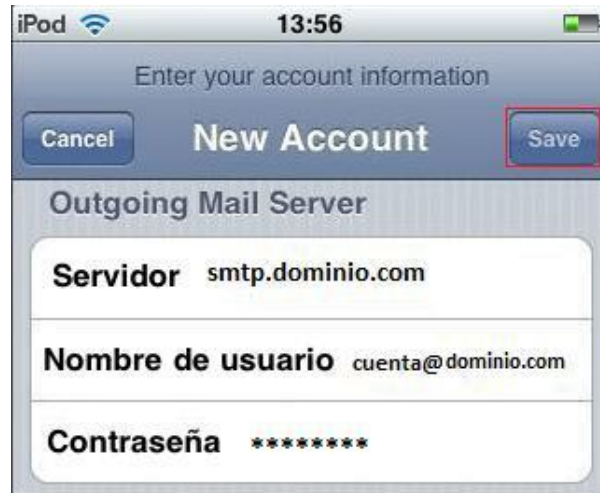 iPod 13:56
Enter your account information
Cancel New Account Save
Outgoing Mail Server
Servidor smtp.dominio.com
Nombre de usuario cuenta@dominio.com
Contraseña ********